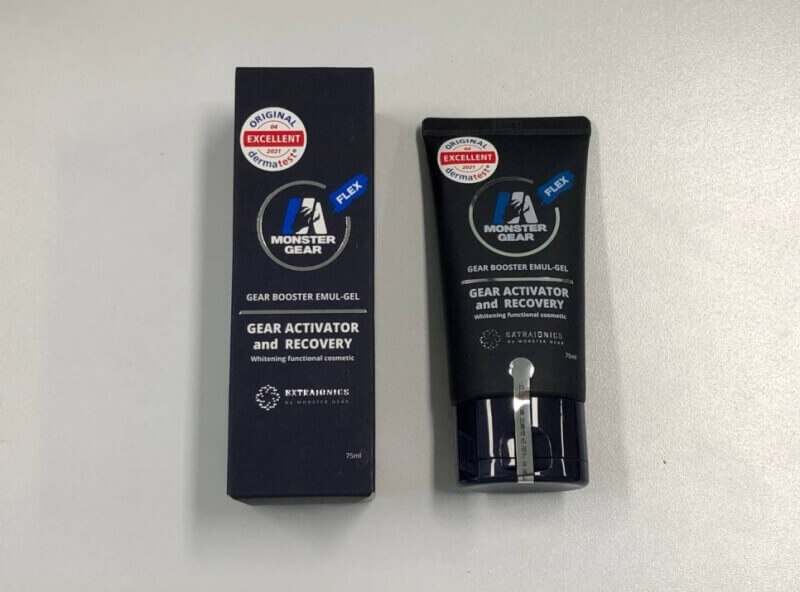 ORIGINAL
04
EXCELLENT
2021
dermatest®
FLEX
MONSTER
GEAR
GEAR BOOSTER EMUL-GEL
GEAR ACTIVATOR
and RECOVERY
Whitening functional cosmetic
EXTRAIONICS
BY MONSTER GEAR
75ml
ORIGINAL
04
EXCELLENT
2021
dermatest®
FLEX
MONSTER
GEAR
GEAR BOOSTER EMUL-GEL
GEAR ACTIVATOR
and RECOVERY
Whitening functional cosmetic
EXTRAIONICS
BY MONSTER GEAR
75ml